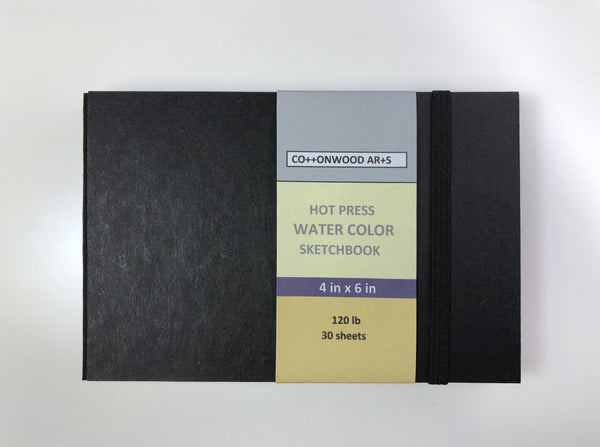 CO++ONWOOD AR+S
HOT PRESS
WATER COLOR
SKETCHBOOK
4 in x 6 in
120 lb
30 sheets